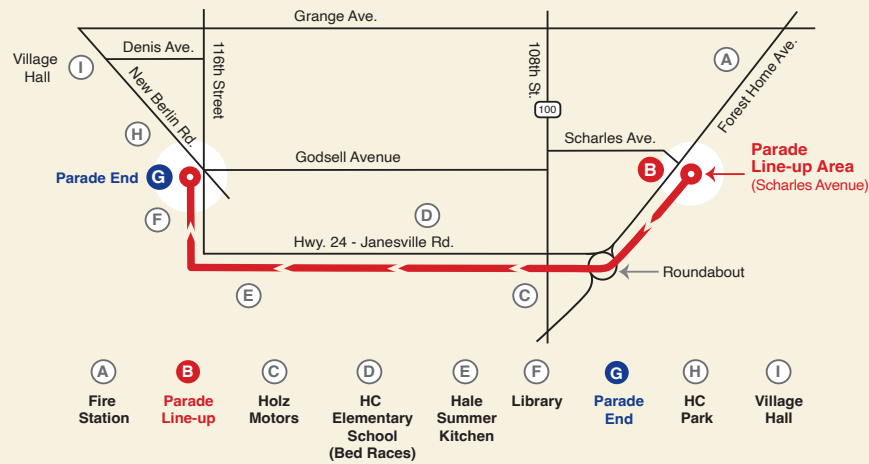 Grange Ave.
Denis Ave.
Village
Hall
I
116th Street
108th St.
A
Forest Home Ave.
New Berlin Rd.
H
100
Scharles Ave.
Parade
Line-up Area
(Scharles Avenue)
Godsell Avenue
B
Parade End
G
F
D
Hwy. 24 - Janesville Rd.
Roundabout
E
C
A
Fire
Station
B
Parade
Line-up
C
Holz
Motors
D
HC
Elementary
School
(Bed Races)
E
Hale
Summer
Kitchen
F
Library
G
Parade
End
H
HC
Park
I
Village
Hall